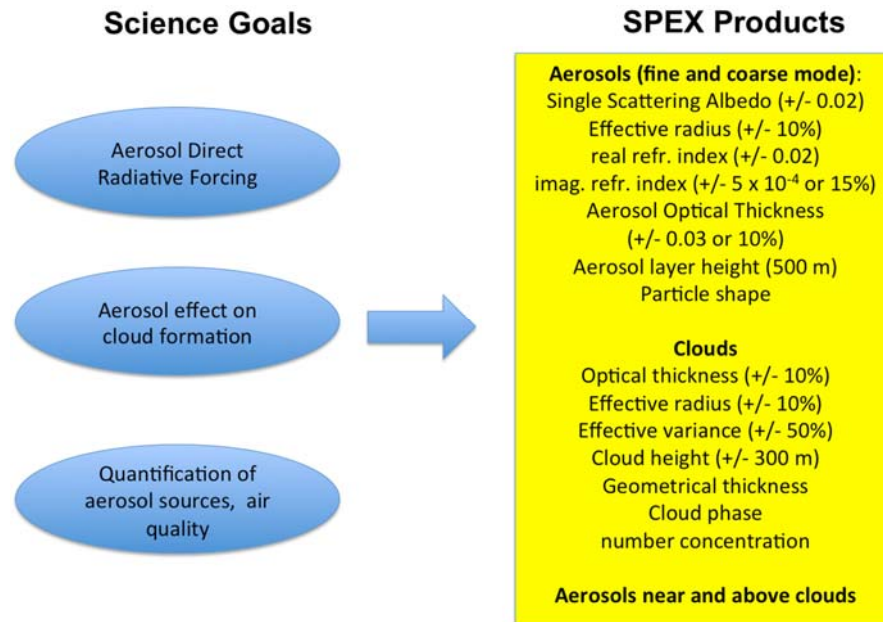 Science Goals
Aerosol Direct
Radiative Forcing
Aerosol effect on
cloud formation
Quantification of
aerosol sources, air
quality
SPEX Products
Aerosols (fine and coarse mode):
Single Scattering Albedo (+/- 0.02)
Effective radius (+/- 10%)
real refr. index (+/- 0.02)
imag. refr. index (+/- 5 x 10⁻⁴ or 15%)
Aerosol Optical Thickness
(+/- 0.03 or 10%)
Aerosol layer height (500 m)
Particle shape
Clouds
Optical thickness (+/- 10%)
Effective radius (+/- 10%)
Effective variance (+/- 50%)
Cloud height (+/- 300 m)
Geometrical thickness
Cloud phase
number concentration
Aerosols near and above clouds